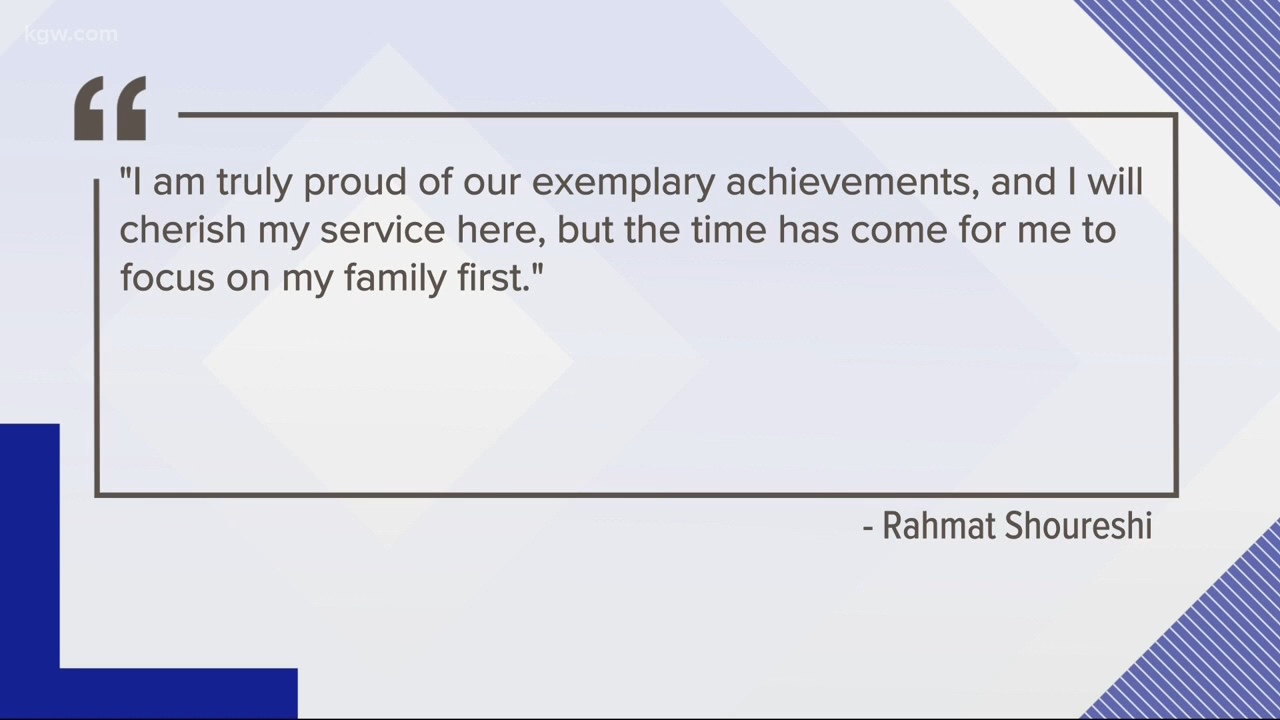 kgw.com
"I am truly proud of our exemplary achievements, and I will
cherish my service here, but the time has come for me to
focus on my family first."
- Rahmat Shoureshi